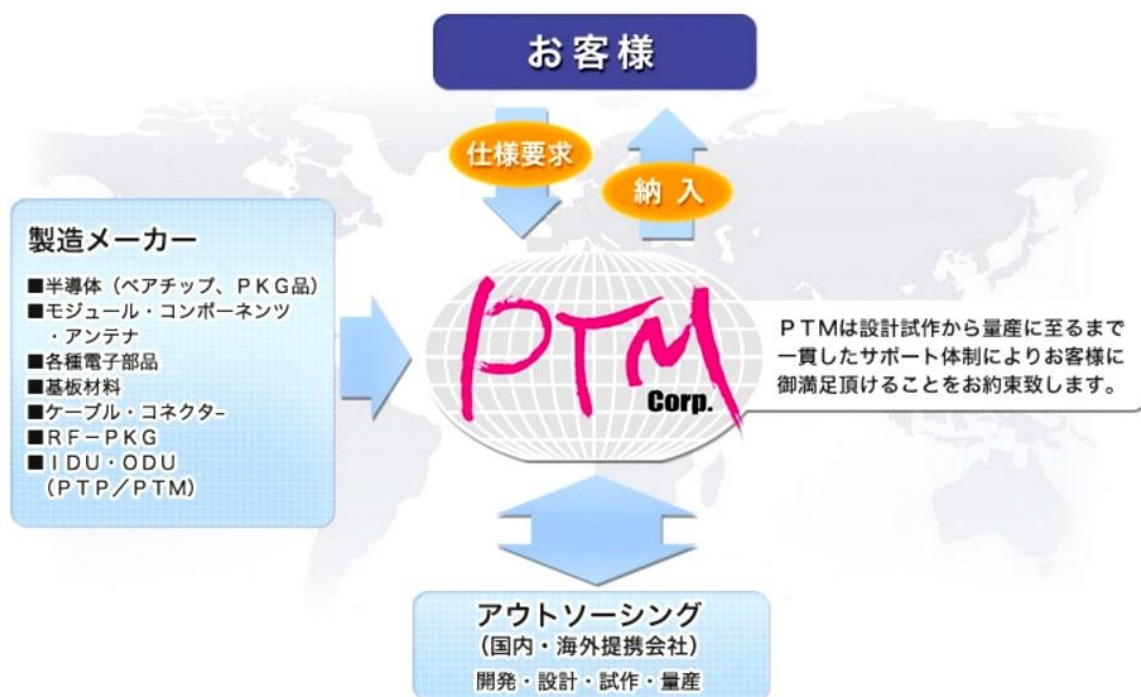 お客様
仕様要求
納入
製造メーカー
■半導体（ベアチップ、ＰＫＧ品）
■モジュール・コンポーネンツ
・アンテナ
■各種電子部品
■基板材料
■ケーブル・コネクタ−
■ＲＦ−ＰＫＧ
■ＩＤＵ・ＯＤＵ
（ＰＴＰ／ＰＴＭ）
PTM
Corp.
ＰＴＭは設計試作から量産に至るまで
一貫したサポート体制によりお客様に
御満足頂けることをお約束致します。
アウトソーシング
（国内・海外提携会社）
開発・設計・試作・量産